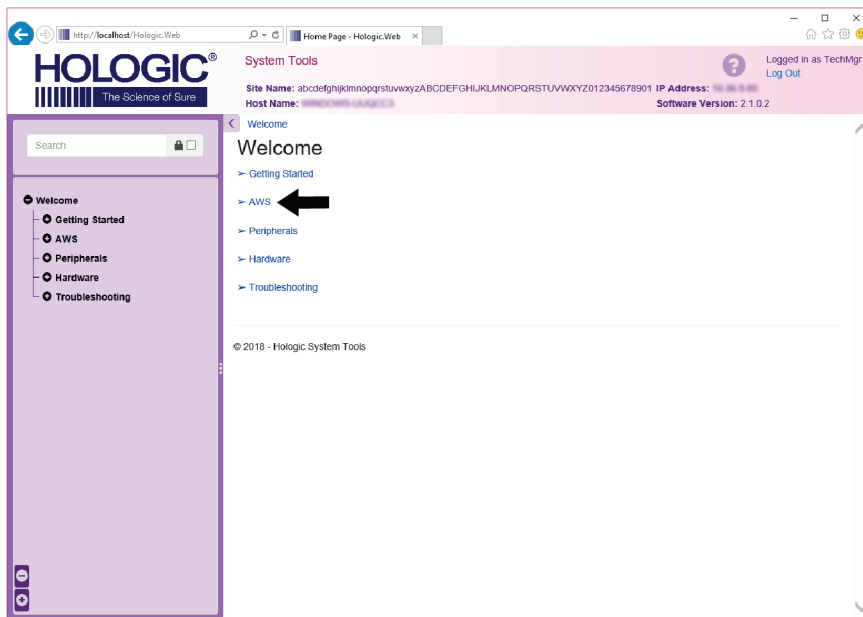 http://localhost/Hologic.Web
Home Page - Hologic.Web
HOLOGIC®
The Science of Sure
System Tools
Logged in as TechMgr
Log Out
Site Name: abcdefghijklmnopqrstuvwxyzABCDEFGHIJKLMNOPQRSTUVWXYZ012345678901 IP Address:
Host Name:
Software Version: 2.1.0.2
Search
Welcome
Getting Started
AWS
Peripherals
Hardware
Troubleshooting
Welcome
Welcome
➢ Getting Started
➢ AWS
➢ Peripherals
➢ Hardware
➢ Troubleshooting
© 2018 - Hologic System Tools